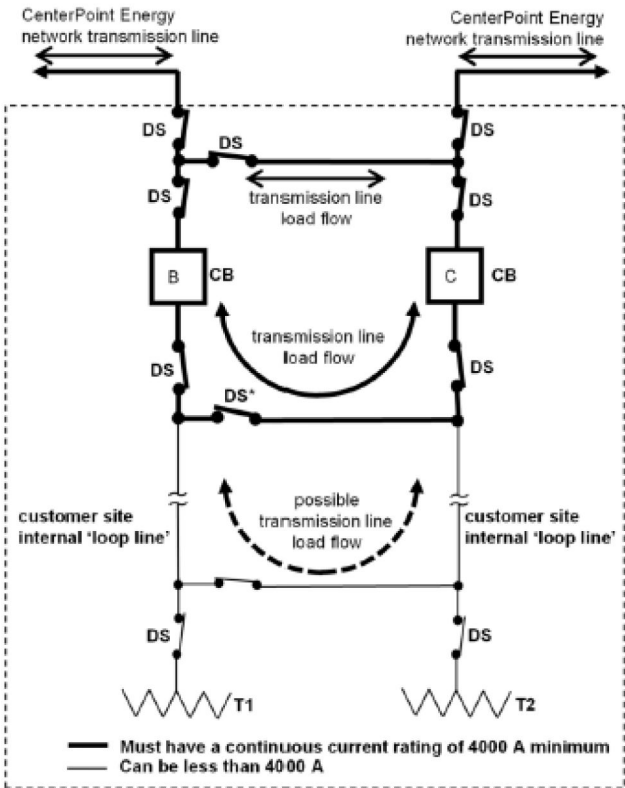 CenterPoint Energy
network transmission line
CenterPoint Energy
network transmission line
DS
DS
DS
DS
DS
transmission line
load flow
B
CB
C
CB
transmission line
load flow
DS
DS
DS*
customer site
internal 'loop line'
possible
transmission line
load flow
customer site
internal 'loop line'
DS
DS
T1
T2
Must have a continuous current rating of 4000 A minimum
Can be less than 4000 A